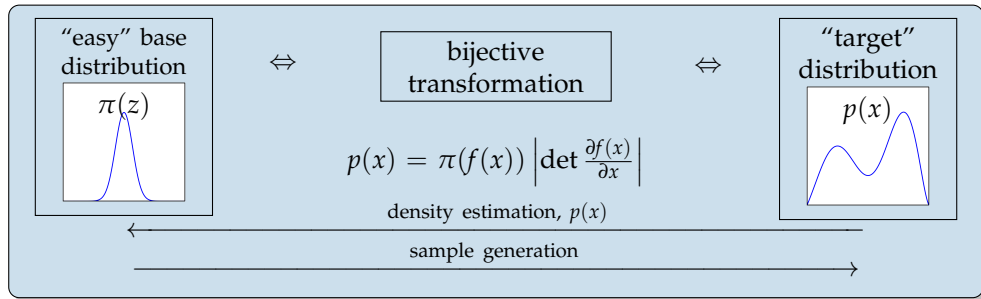 “easy” base
distribution
π(z)
⇔
bijective
transformation
⇔
“target”
distribution
p(x)
p(x) = π(f(x)) |det ∂f(x)/∂x|
density estimation, p(x)
sample generation